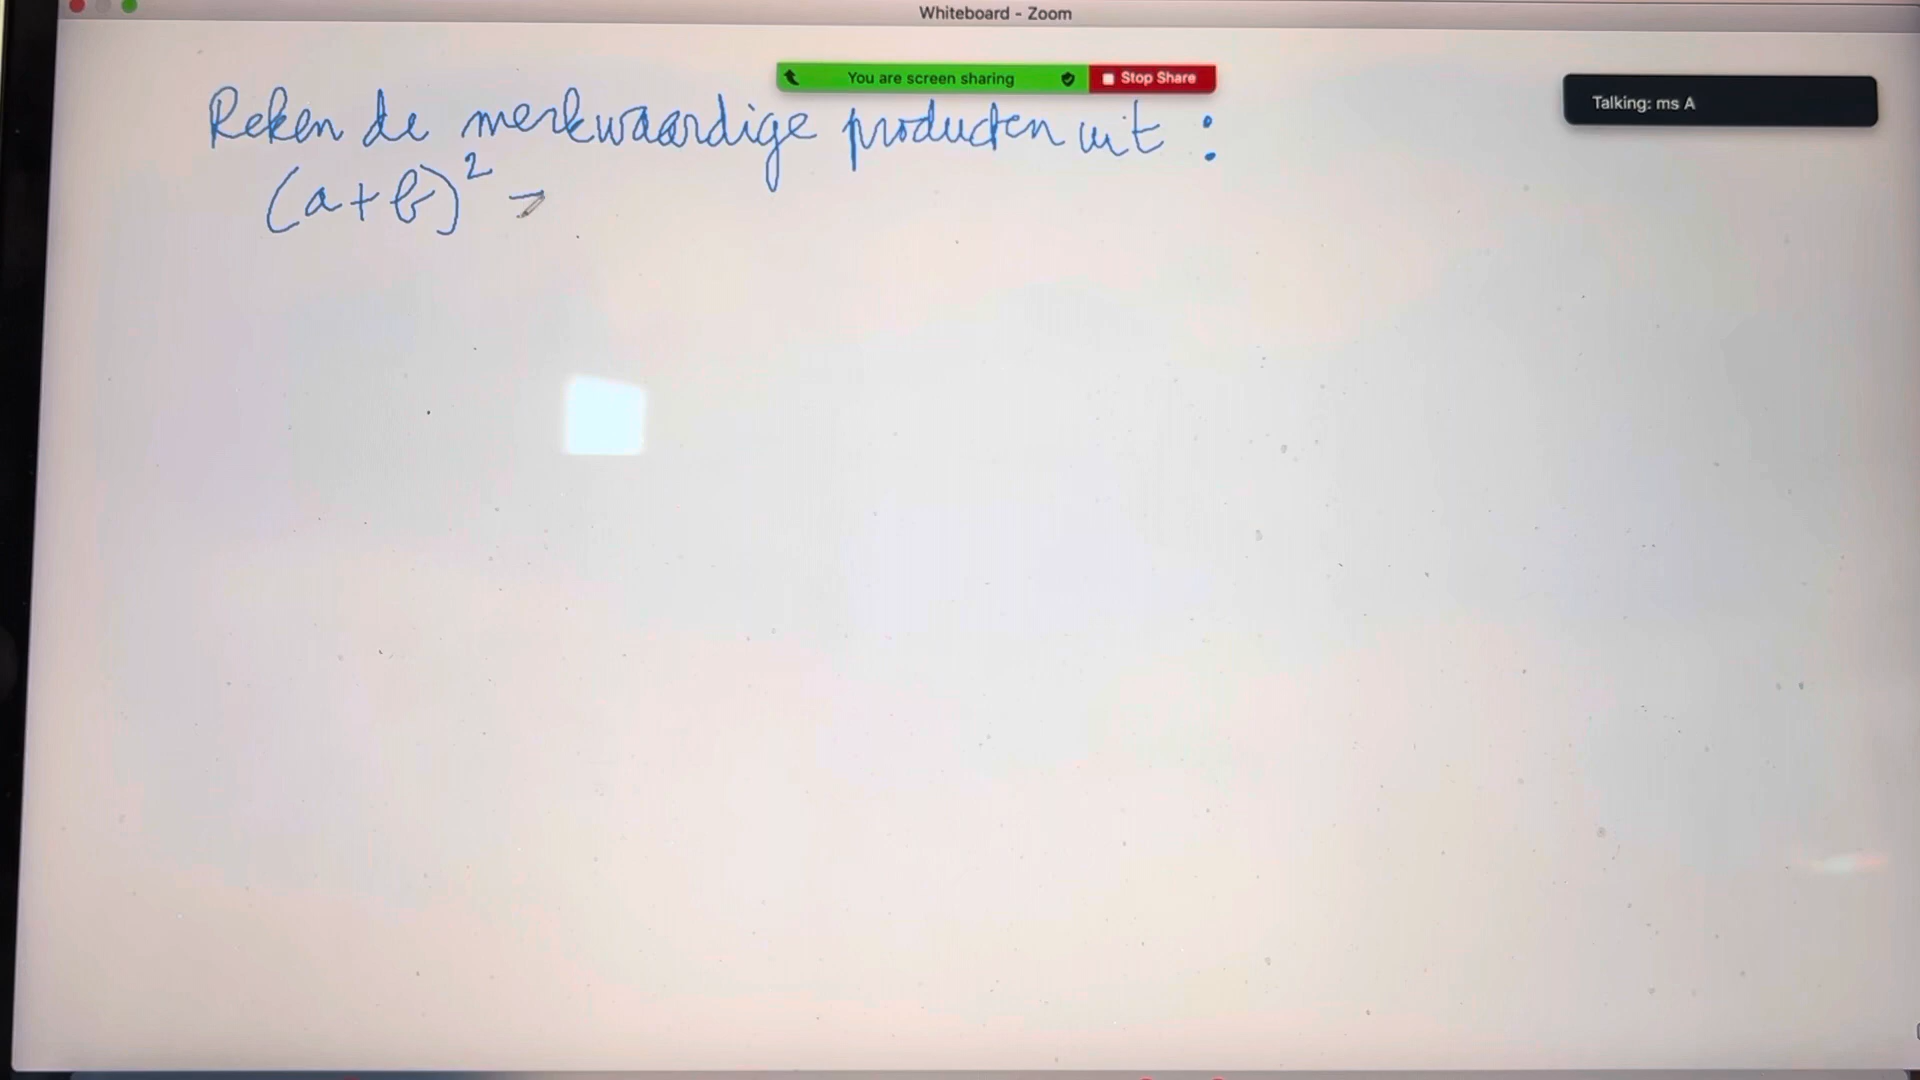 Whiteboard - Zoom
You are screen sharing Stop Share
Talking: ms A
Reken de merkwaardige producten uit :
(a+b)² =